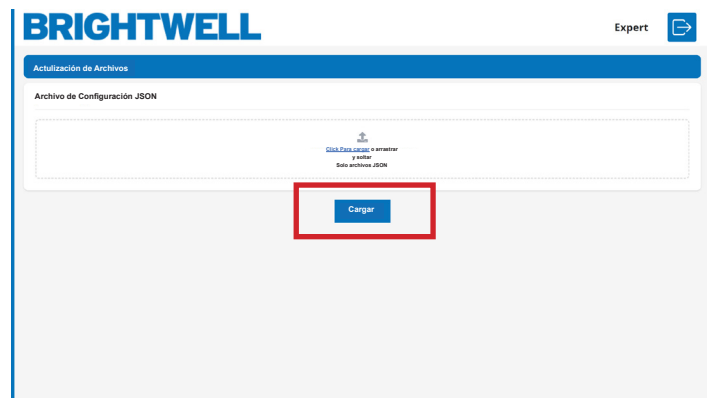 BRIGHTWELL
Expert
Actulización de Archivos
Archivo de Configuración JSON
Click Para cargar o arrastrar
y soltar
Solo archivos JSON
Cargar